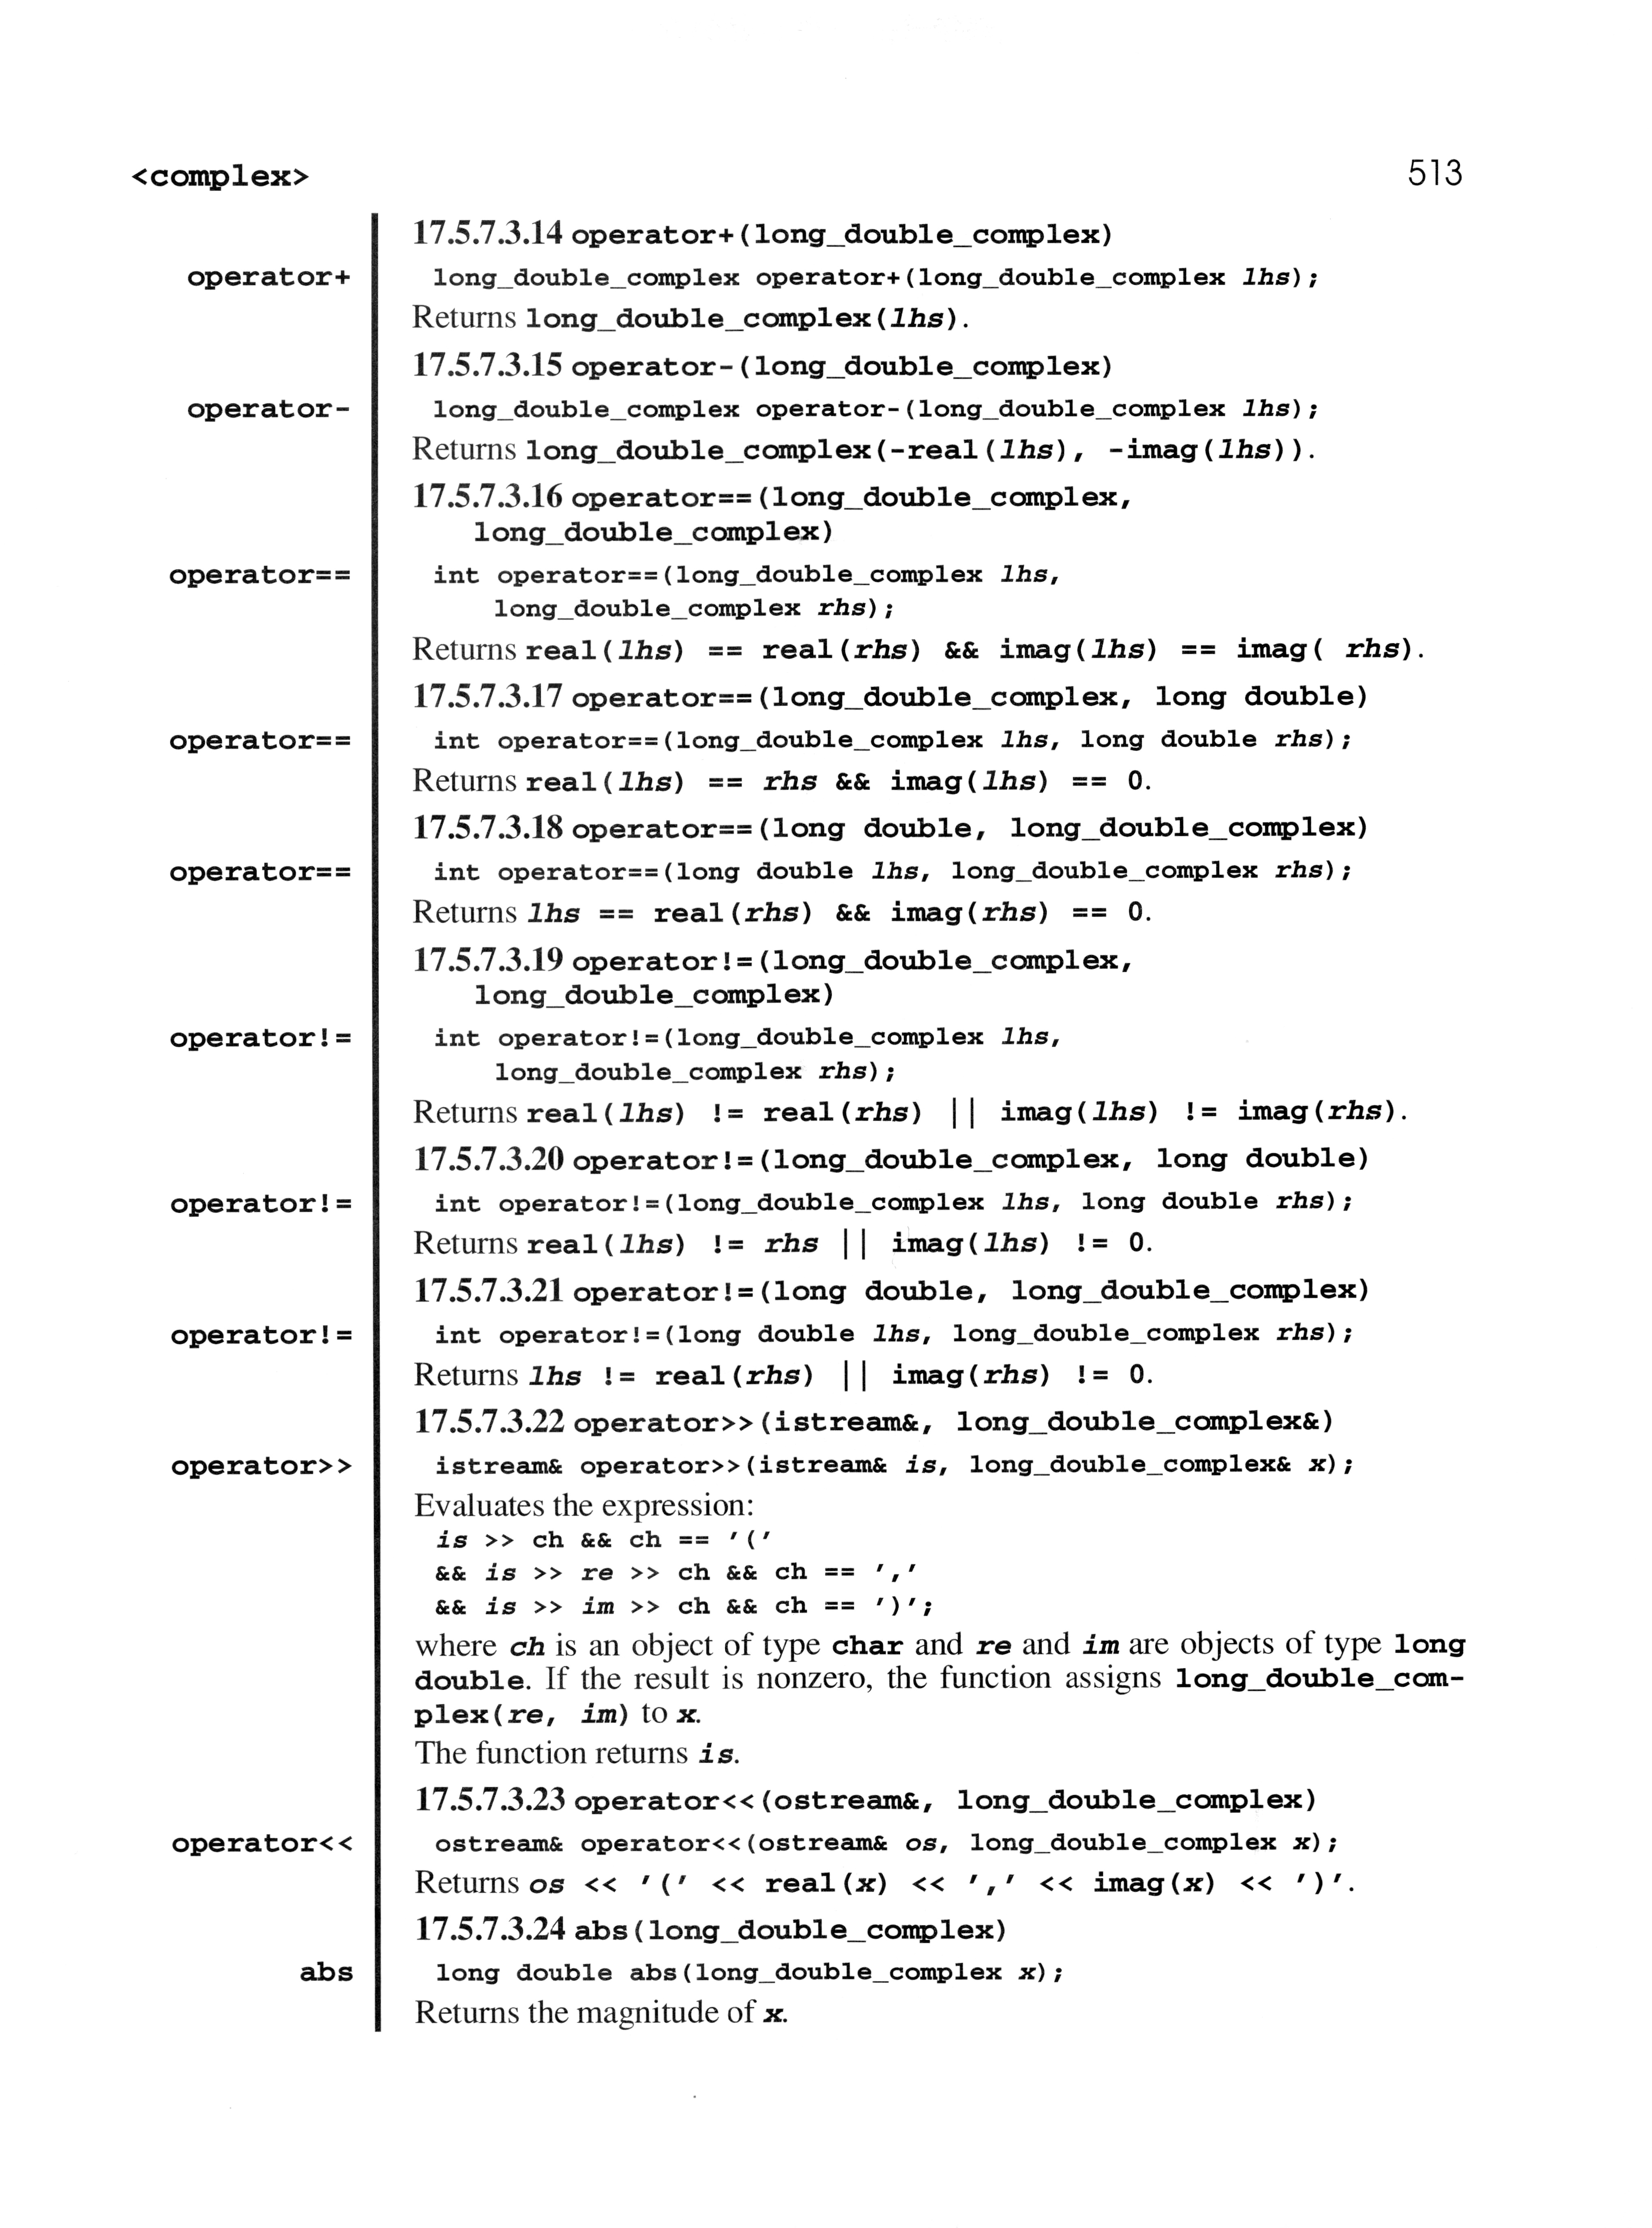 <complex> 513
17.5.7.3.14 operator+(long_double_complex)
operator+ long_double_complex operator+(long_double_complex lhs);
Returns long_double_complex(lhs).
17.5.7.3.15 operator-(long_double_complex)
operator- long_double_complex operator-(long_double_complex lhs);
Returns long_double_complex(-real(lhs), -imag(lhs)).
17.5.7.3.16 operator==(long_double_complex,
long_double_complex)
operator== int operator==(long_double_complex lhs,
long_double_complex rhs);
Returns real(lhs) == real(rhs) && imag(lhs) == imag( rhs).
17.5.7.3.17 operator==(long_double_complex, long double)
operator== int operator==(long_double_complex lhs, long double rhs);
Returns real(lhs) == rhs && imag(lhs) == 0.
17.5.7.3.18 operator==(long double, long_double_complex)
operator== int operator==(long double lhs, long_double_complex rhs);
Returns lhs == real(rhs) && imag(rhs) == 0.
17.5.7.3.19 operator!=(long_double_complex,
long_double_complex)
operator!= int operator!=(long_double_complex lhs,
long_double_complex rhs);
Returns real(lhs) != real(rhs) || imag(lhs) != imag(rhs).
17.5.7.3.20 operator!=(long_double_complex, long double)
operator!= int operator!=(long_double_complex lhs, long double rhs);
Returns real(lhs) != rhs || imag(lhs) != 0.
17.5.7.3.21 operator!=(long double, long_double_complex)
operator!= int operator!=(long double lhs, long_double_complex rhs);
Returns lhs != real(rhs) || imag(rhs) != 0.
17.5.7.3.22 operator>>(istream&, long_double_complex&)
operator>> istream& operator>>(istream& is, long_double_complex& x);
Evaluates the expression:
is >> ch && ch == '('
&& is >> re >> ch && ch == ','
&& is >> im >> ch && ch == ')';
where ch is an object of type char and re and im are objects of type long
double. If the result is nonzero, the function assigns long_double_com-
plex(re, im) to x.
The function returns is.
17.5.7.3.23 operator<<(ostream&, long_double_complex)
operator<< ostream& operator<<(ostream& os, long_double_complex x);
Returns os << '(' << real(x) << ',' << imag(x) << ')'.
17.5.7.3.24 abs(long_double_complex)
abs long double abs(long_double_complex x);
Returns the magnitude of x.